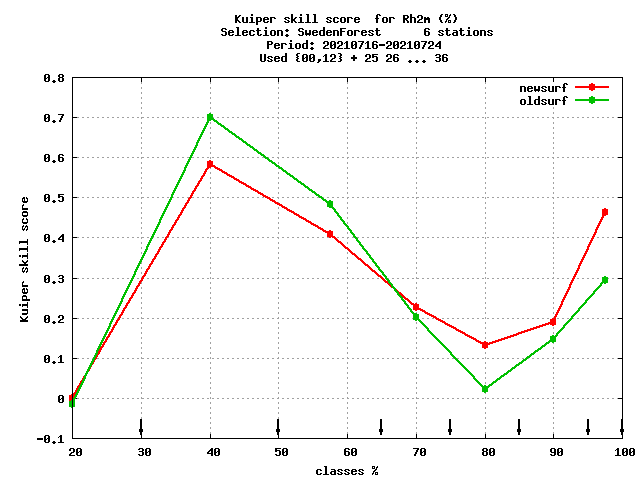 Kuiper skill score  for Rh2m (%)
Selection: SwedenForest      6 stations
Period: 20210716-20210724
Used {00,12} + 25 26 ... 36
newsurf
oldsurf
Kuiper skill score
0.8
0.7
0.6
0.5
0.4
0.3
0.2
0.1
0
-0.1
20 30 40 50 60 70 80 90 100
classes %